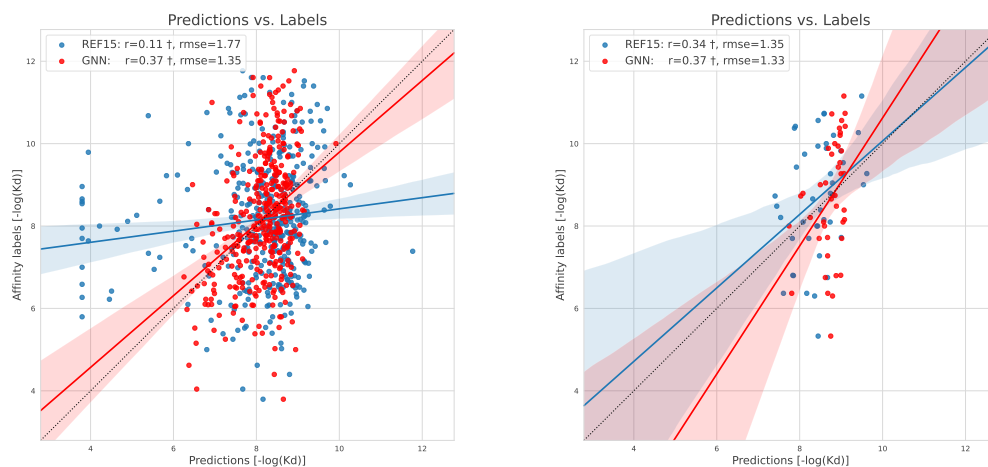 Predictions vs. Labels
REF15: r=0.11 †, rmse=1.77
GNN: r=0.37 †, rmse=1.35
12
10
8
6
4
Affinity labels [-log(Kd)]
4 6 8 10 12
Predictions [-log(Kd)]
Predictions vs. Labels
REF15: r=0.34 †, rmse=1.35
GNN: r=0.37 †, rmse=1.33
12
10
8
6
4
Affinity labels [-log(Kd)]
4 6 8 10 12
Predictions [-log(Kd)]